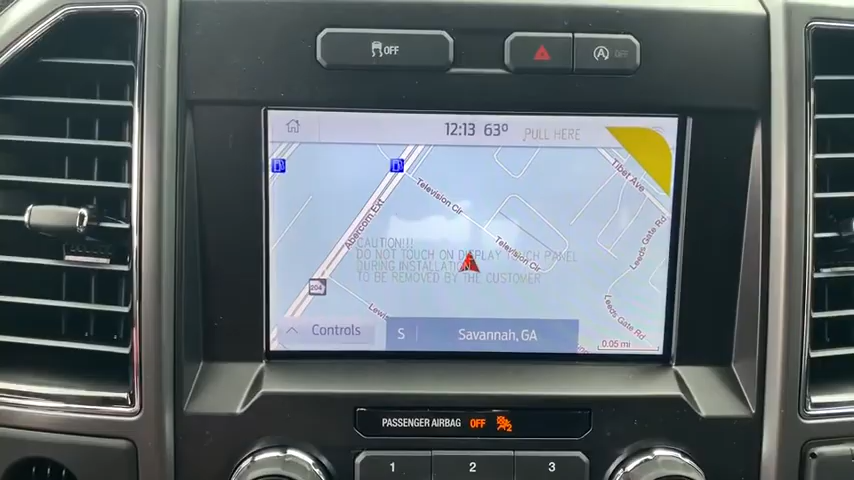 OFF
A OFF
12:13 63° PULL HERE
Tibet Ave
Television Cir
Abercorn Ext
Leeds Gate Rd
CAUTION!!!
DO NOT TOUCH ON DISPLAY TOUCH PANEL
DURING INSTALLATION
TO BE REMOVED BY THE CUSTOMER
Television Cir
204
Leeds Gate Rd
Controls S Savannah, GA
0.05 mi
PASSENGER AIRBAG OFF 2
1 2 3